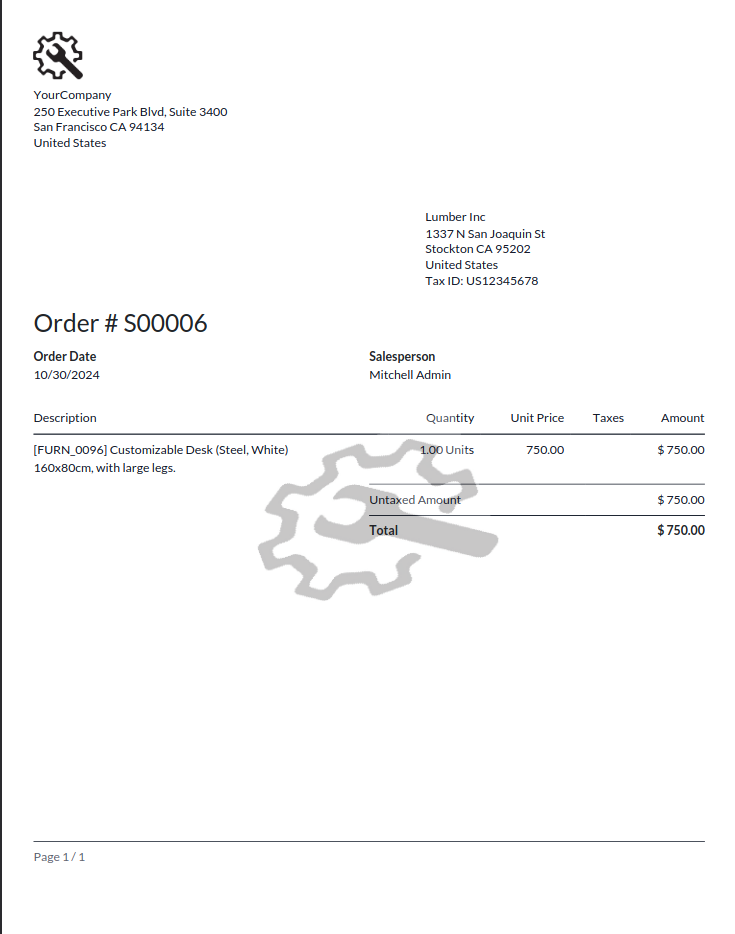 YourCompany
250 Executive Park Blvd, Suite 3400
San Francisco CA 94134
United States
Lumber Inc
1337 N San Joaquin St
Stockton CA 95202
United States
Tax ID: US12345678
Order # S00006
Order Date Salesperson
10/30/2024 Mitchell Admin
Description Quantity Unit Price Taxes Amount
[FURN_0096] Customizable Desk (Steel, White) 1.00 Units 750.00 $ 750.00
160x80cm, with large legs.
Untaxed Amount $ 750.00
Total $ 750.00
Page 1 / 1